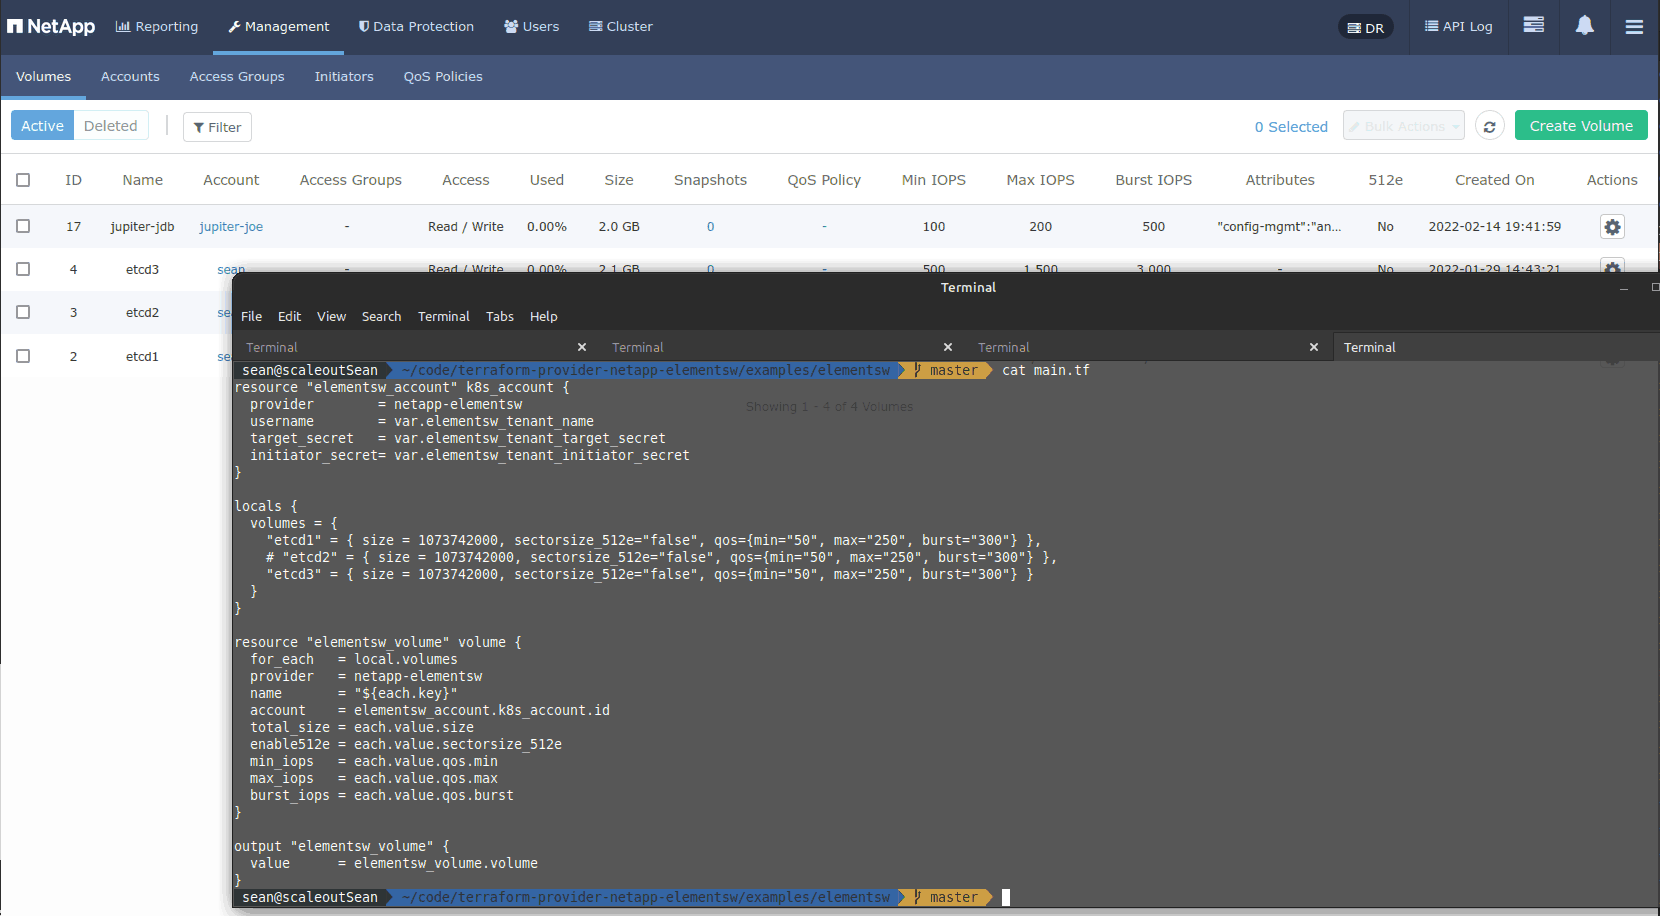 NetApp Reporting Management Data Protection Users Cluster DR API Log
Volumes Accounts Access Groups Initiators QoS Policies
Active Deleted Filter 0 Selected Bulk Actions Create Volume
ID Name Account Access Groups Access Used Size Snapshots QoS Policy Min IOPS Max IOPS Burst IOPS Attributes 512e Created On Actions
17 jupiter-jdb jupiter-joe - Read / Write 0.00% 2.0 GB 0 - 100 200 500 "config-mgmt":"an... No 2022-02-14 19:41:59
4 etcd3 sean - Read / Write 0.00% 2.1 GB 0 - 500 1,500 3,000 - No 2022-01-29 14:43:21
3 etcd2 se
2 etcd1 se
Terminal
File Edit View Search Terminal Tabs Help
Terminal × Terminal × Terminal × Terminal
sean@scaleoutSean ~/code/terraform-provider-netapp-elementsw/examples/elementsw master cat main.tf
resource "elementsw_account" k8s_account {
  provider        = netapp-elementsw
Showing 1 - 4 of 4 Volumes
  username        = var.elementsw_tenant_name
  target_secret   = var.elementsw_tenant_target_secret
  initiator_secret= var.elementsw_tenant_initiator_secret
}
locals {
  volumes = {
    "etcd1" = { size = 1073742000, sectorsize_512e="false", qos={min="50", max="250", burst="300"} },
    # "etcd2" = { size = 1073742000, sectorsize_512e="false", qos={min="50", max="250", burst="300"} },
    "etcd3" = { size = 1073742000, sectorsize_512e="false", qos={min="50", max="250", burst="300"} }
  }
}
resource "elementsw_volume" volume {
  for_each   = local.volumes
  provider   = netapp-elementsw
  name       = "${each.key}"
  account    = elementsw_account.k8s_account.id
  total_size = each.value.size
  enable512e = each.value.sectorsize_512e
  min_iops   = each.value.qos.min
  max_iops   = each.value.qos.max
  burst_iops = each.value.qos.burst
}
output "elementsw_volume" {
  value      = elementsw_volume.volume
}
sean@scaleoutSean ~/code/terraform-provider-netapp-elementsw/examples/elementsw master